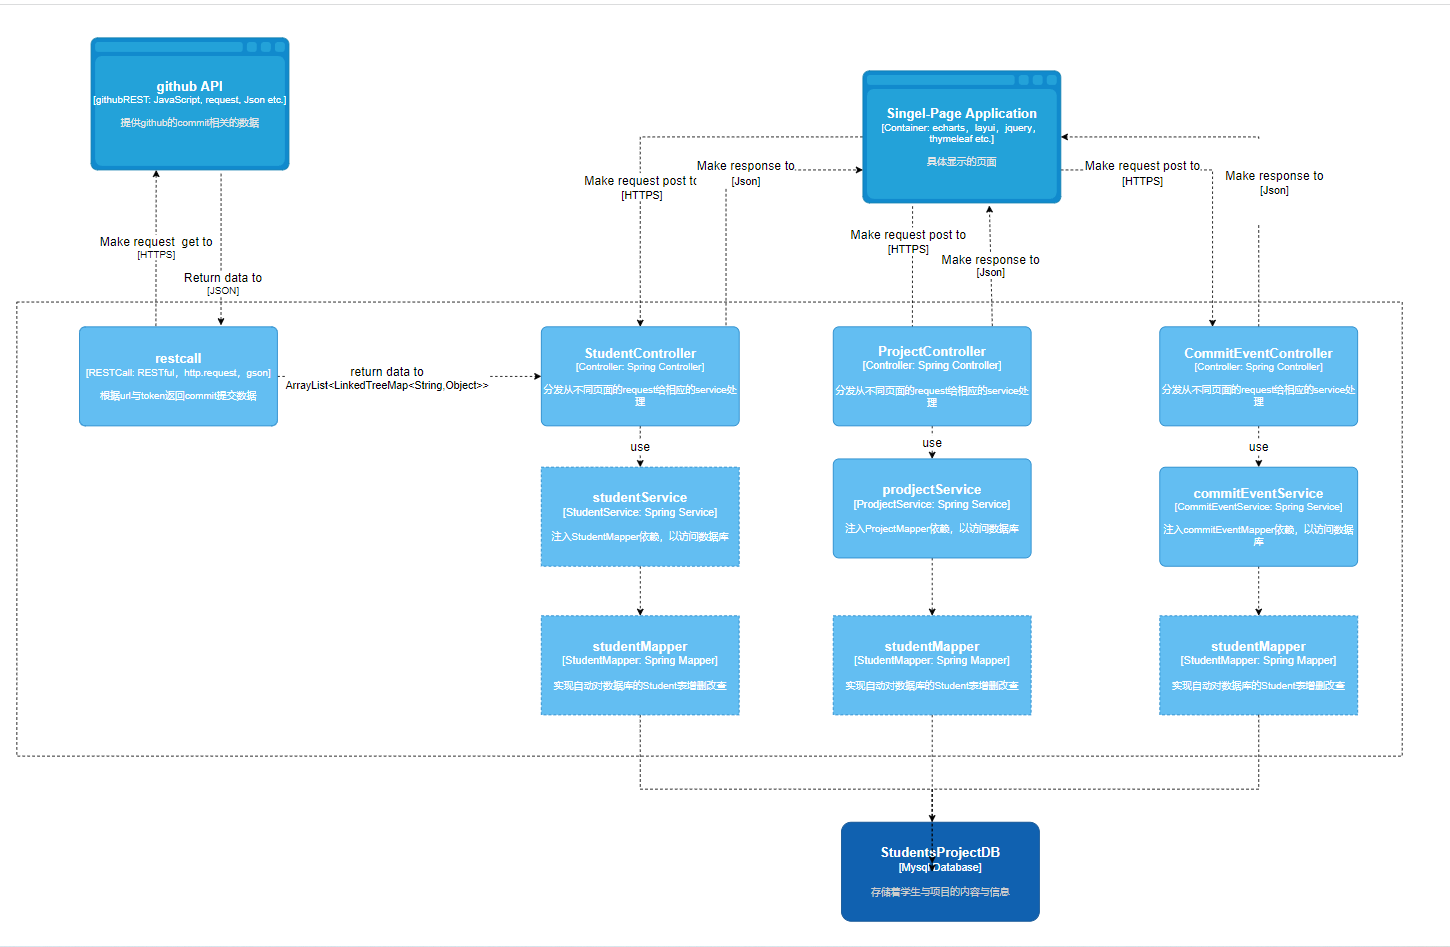 github API
[githubREST: JavaScript, request, Json etc.]
提供github的commit相关的数据
Singel-Page Application
[Container: echarts，layui，jquery，
thymeleaf etc.]
具体显示的页面
Make request post to
[HTTPS]
Make response to
[Json]
Make request post to
[HTTPS]
Make response to
[Json]
Make request post to
[HTTPS]
Make response to
[Json]
Make request  get to
[HTTPS]
Return data to
[JSON]
restcall
[RESTCall: RESTful，http.request，gson]
根据url与token返回commit提交数据
return data to
ArrayList<LinkedTreeMap<String,Object>>
StudentController
[Controller: Spring Controller]
分发从不同页面的request给相应的service处
理
ProjectController
[Controller: Spring Controller]
分发从不同页面的request给相应的service处
理
CommitEventController
[Controller: Spring Controller]
分发从不同页面的request给相应的service处
理
use
use
use
studentService
[StudentService: Spring Service]
注入StudentMapper依赖，以访问数据库
prodjectService
[ProdjectService: Spring Service]
注入ProjectMapper依赖，以访问数据库
commitEventService
[CommitEventService: Spring Service]
注入commitEventMapper依赖，以访问数据
库
studentMapper
[StudentMapper: Spring Mapper]
实现自动对数据库的Student表增删改查
studentMapper
[StudentMapper: Spring Mapper]
实现自动对数据库的Student表增删改查
studentMapper
[StudentMapper: Spring Mapper]
实现自动对数据库的Student表增删改查
StudentsProjectDB
[Mysql Database]
存储着学生与项目的内容与信息